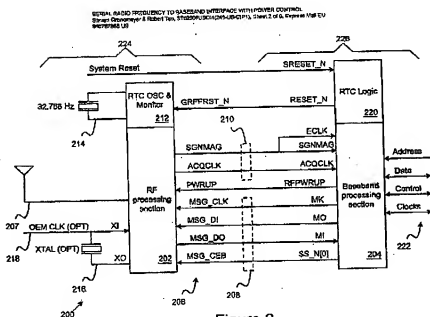 SERIAL RADIO FREQUENCY TO BASEBAND INTERFACE WITH POWER CONTROL
224
226
System Reset
SRESET_N
RTC OSC & Monitor
RTC Logic
32,768 Hz
GRFRST_N
RESET_N
212
220
214
210
ECLK
SGNMAG
SGNMAG
ACQCLK
ACQCLK
Address
PWRUP
RFPWRUP
Data
RF processing section
Baseband processing section
207
MSG_CLK
MK
Control
OEM CLK (OPT)
XI
MSG_DI
MO
Clocks
218
XTAL (OPT)
MSG_DO
MI
222
XO
202
MSG_CEB
SS_N[0]
204
216
206
208
200
Figure 2